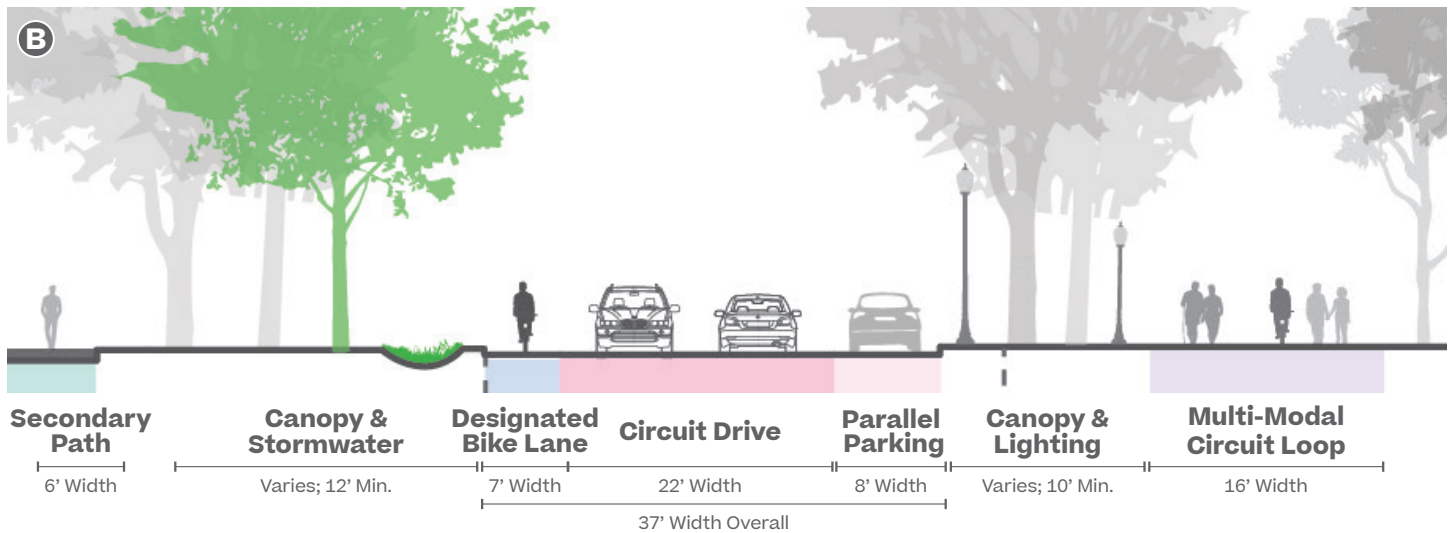 B
Secondary
Path
Canopy &
Stormwater
Designated
Bike Lane
Circuit Drive
Parallel
Parking
Canopy &
Lighting
Multi-Modal
Circuit Loop
6’ Width
Varies; 12’ Min.
7’ Width
22’ Width
8’ Width
Varies; 10’ Min.
16’ Width
37’ Width Overall